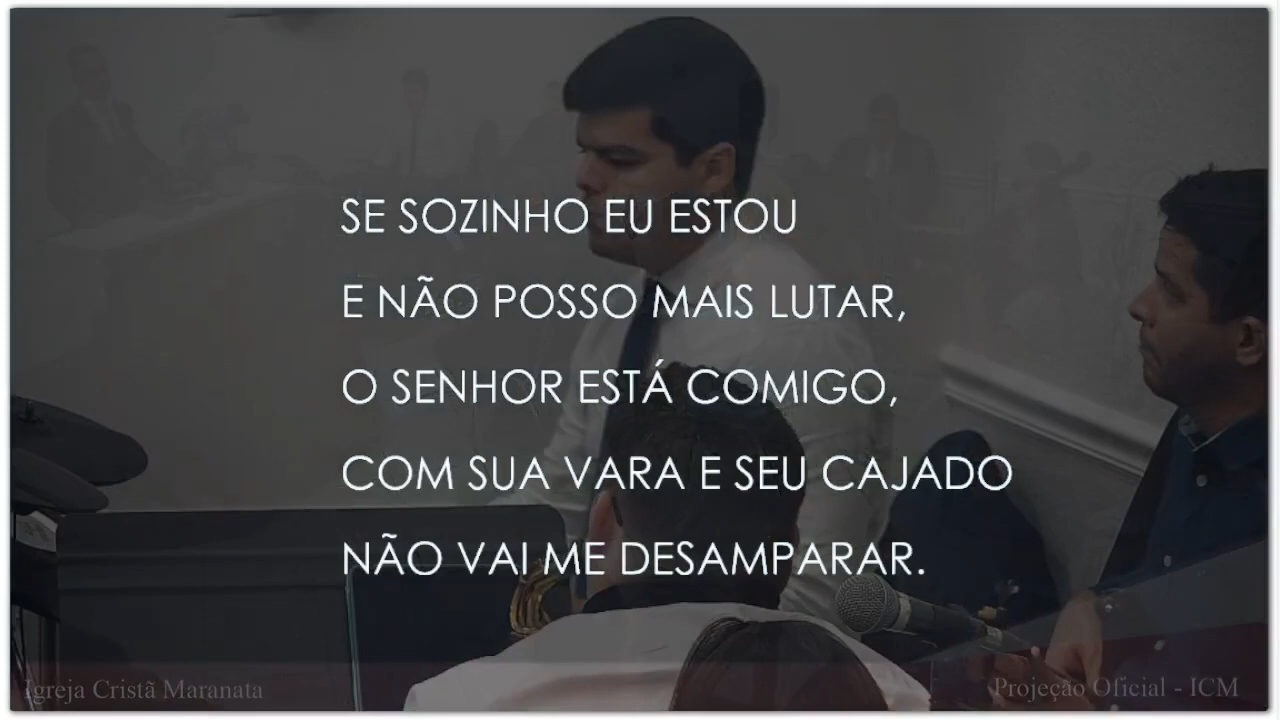 SE SOZINHO EU ESTOU
E NÃO POSSO MAIS LUTAR,
O SENHOR ESTÁ COMIGO,
COM SUA VARA E SEU CAJADO
NÃO VAI ME DESAMPARAR.
Igreja Cristã Maranata
Projeção Oficial - ICM